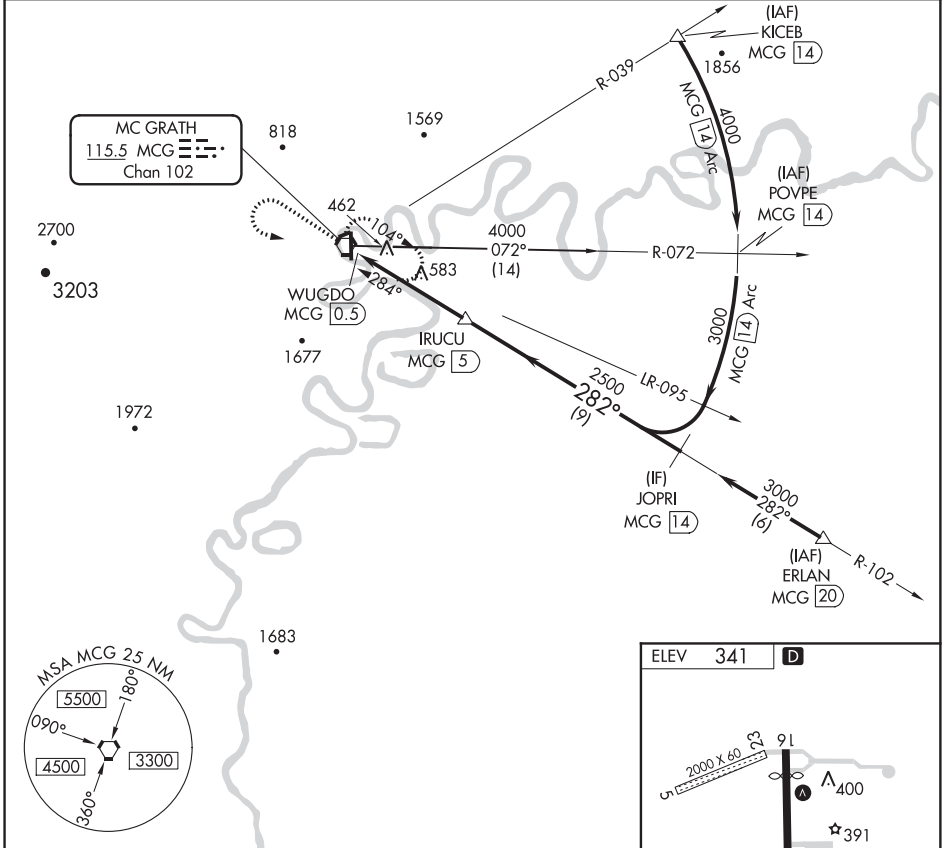 (IAF)
KICEB
MCG 14
1856
R-039
MCG 14 Arc
4000
1569
MC GRATH
115.5 MCG
Chan 102
818
(IAF)
POVPE
MCG 14
462
104°
4000
072°
(14)
R-072
2700
3203
583
284°
WUGDO
MCG 0.5
IRUCU
MCG 5
1677
3000
MCG 14 Arc
LR-095
2500
282°
(9)
1972
(IF)
JOPRI
MCG 14
3000
282°
(6)
(IAF)
ERLAN
MCG 20
R-102
1683
MSA MCG 25 NM
5500
180°
090°
4500
3300
360°
ELEV 341 D
2000 X 60
5
23
16
400
391